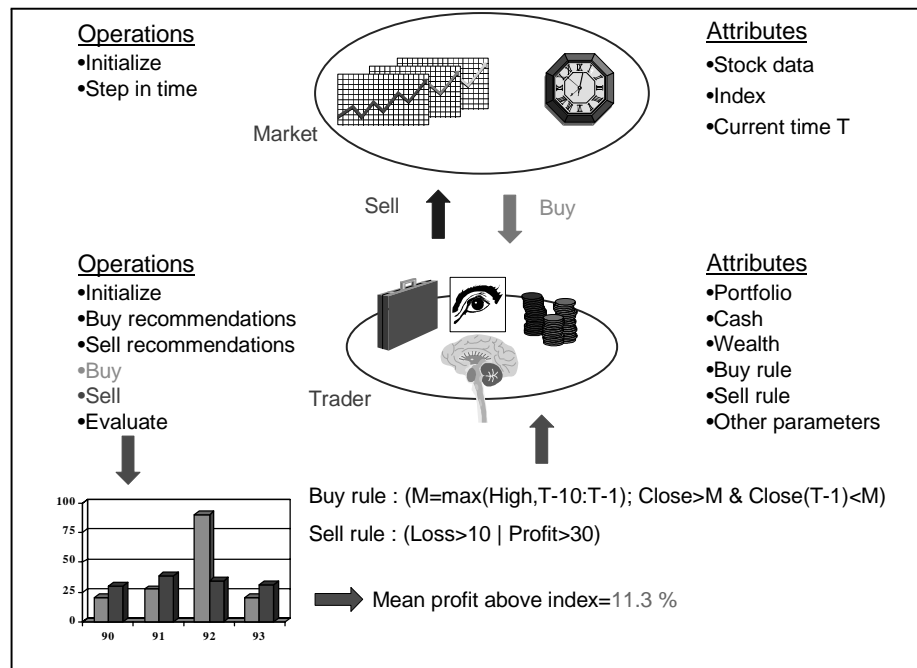 Operations
•Initialize
•Step in time
Market
Attributes
•Stock data
•Index
•Current time T
Sell
Buy
Operations
•Initialize
•Buy recommendations
•Sell recommendations
•Buy
•Sell
•Evaluate
Trader
Attributes
•Portfolio
•Cash
•Wealth
•Buy rule
•Sell rule
•Other parameters
Buy rule : (M=max(High,T-10:T-1); Close>M & Close(T-1)<M)
Sell rule : (Loss>10 | Profit>30)
Mean profit above index=11.3 %
100
75
50
25
0
90 91 92 93